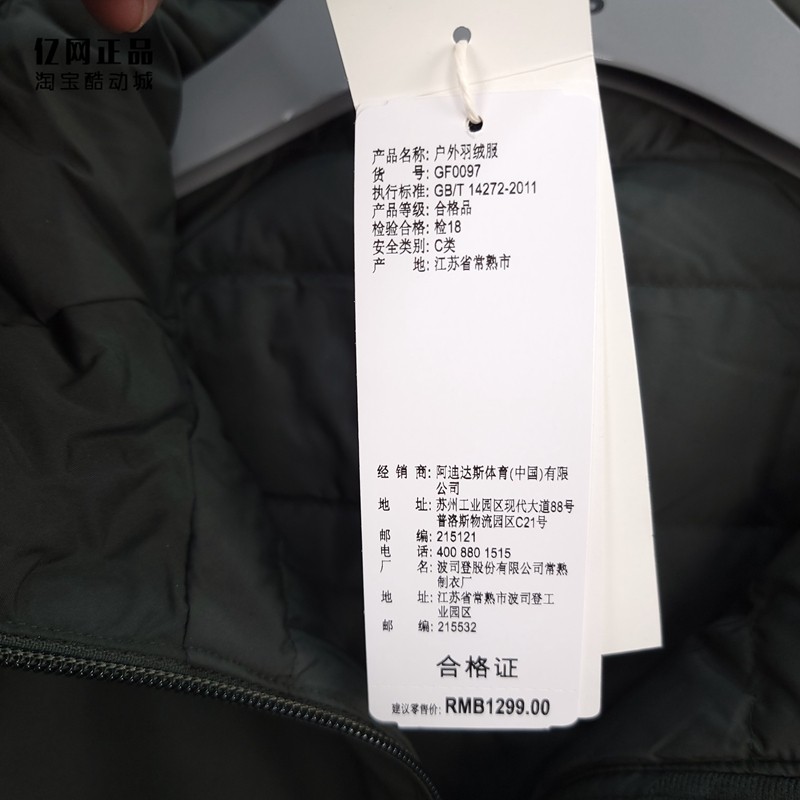 亿网正品
淘宝酷动城
产品名称: 户外羽绒服
货 号: GF0097
执行标准: GB/T 14272-2011
产品等级: 合格品
检验合格: 检18
安全类别: C类
产 地: 江苏省常熟市
经 销 商: 阿迪达斯体育(中国)有限
公司
地 址: 苏州工业园区现代大道88号
普洛斯物流园区C21号
邮 编: 215121
电 话: 400 880 1515
厂 名: 波司登股份有限公司常熟
制衣厂
地 址: 江苏省常熟市波司登工
业园区
邮 编: 215532
合格证
建议零售价: RMB1299.00